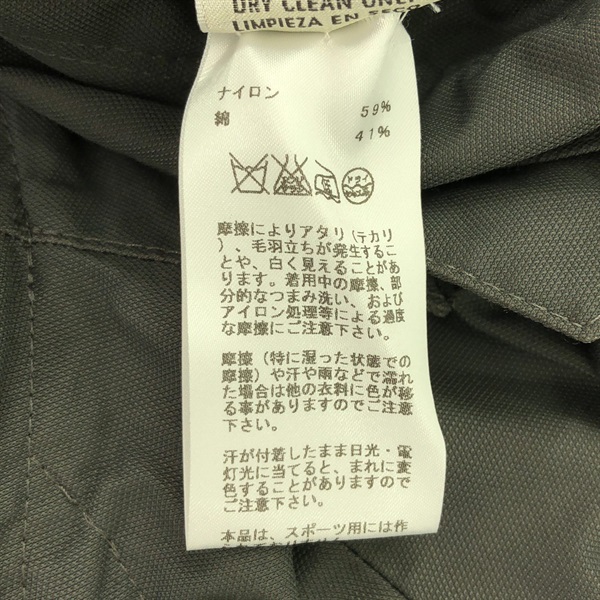 DRY CLEAN ONLY
LIMPIEZA EN SECO
ナイロン 59%
綿 41%
摩擦によりアタリ(テカリ
)、毛羽立ちが発生するこ
とや、白く見えることがあ
ります。着用中の摩擦、部
分的なつまみ洗い、および
アイロン処理等による過度
な摩擦にご注意下さい。
摩擦(特に湿った状態での
摩擦)や汗や雨などで濡れ
た場合は他の衣料に色が移
る事がありますのでご注意
下さい。
汗が付着したまま日光・電
灯光に当てると、まれに変
色することがありますので
ご注意下さい。
本品は、スポーツ用には作